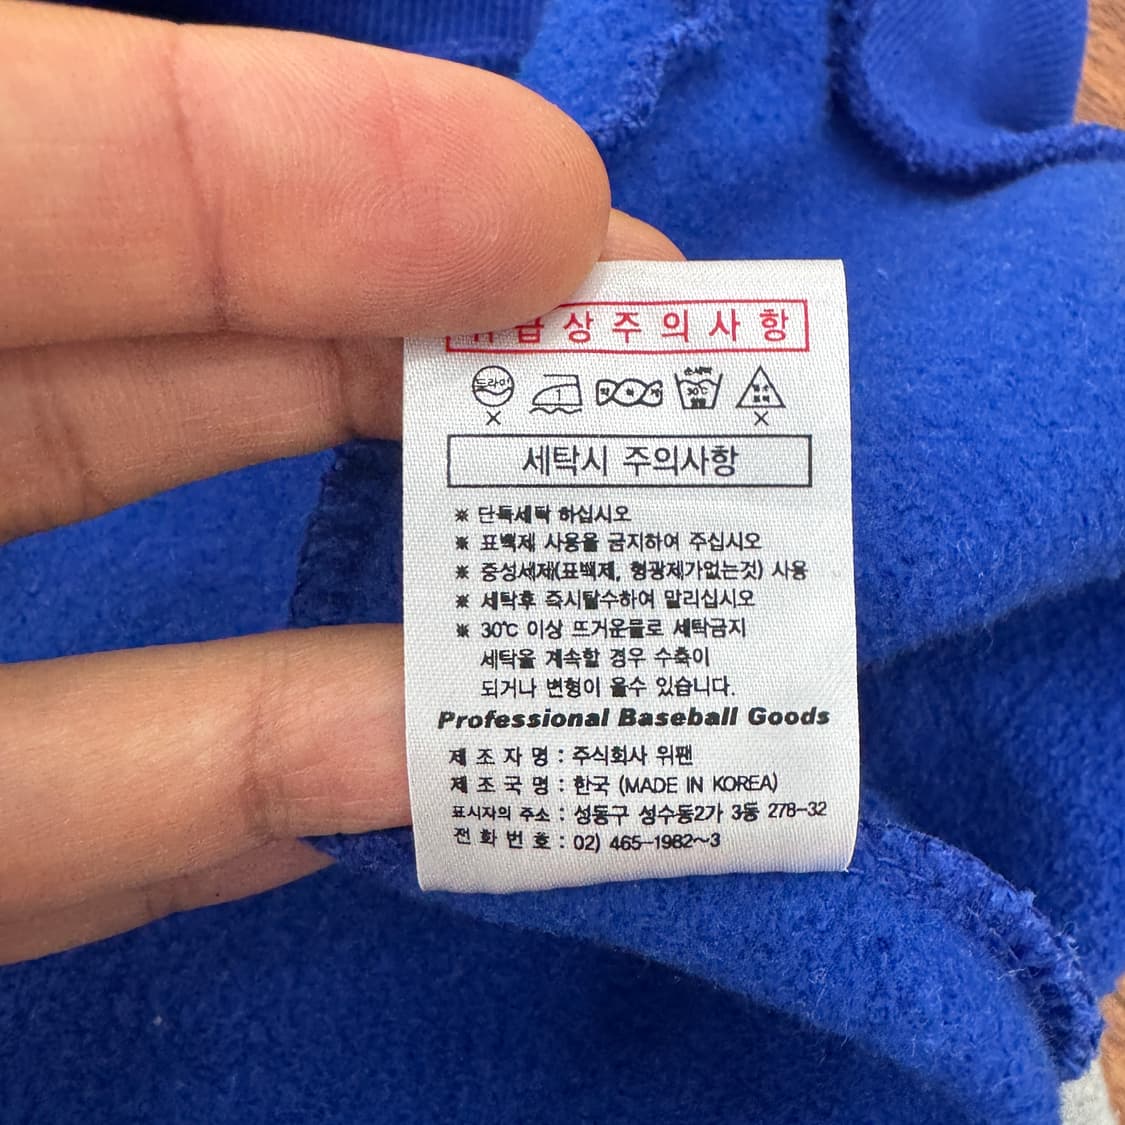 급상주의사항
드라이
손세탁
30℃
세탁시 주의사항
※ 단독세탁 하십시오
※ 표백제 사용을 금지하여 주십시오
※ 중성세제(표백제, 형광제가없는것) 사용
※ 세탁후 즉시탈수하여 말리십시오
※ 30℃ 이상 뜨거운물로 세탁금지
세탁을 계속할 경우 수축이
되거나 변형이 올수 있습니다.
Professional Baseball Goods
제 조 자 명 : 주식회사 위팬
제 조 국 명 : 한국 (MADE IN KOREA)
표시자의 주소 : 성동구 성수동2가 3동 278-32
전 화 번 호 : 02) 465-1982~3